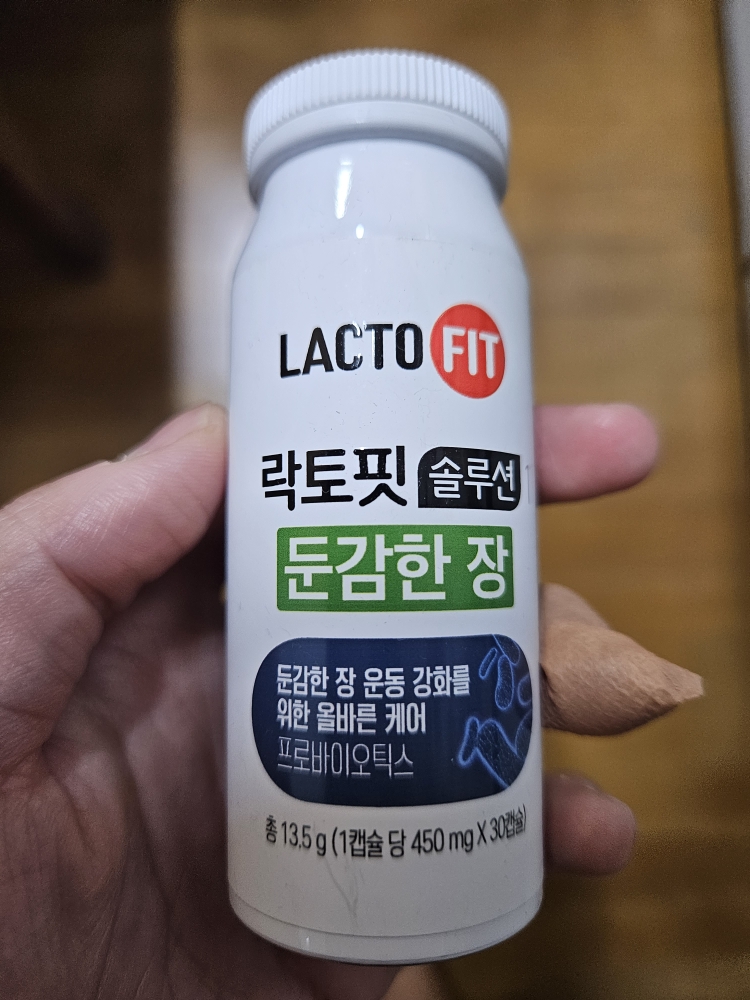 LACTO FIT
락토핏 솔루션
둔감한 장
둔감한 장 운동 강화를
위한 올바른 케어
프로바이오틱스
총 13.5 g (1캡슐 당 450 mg X 30캡슐)